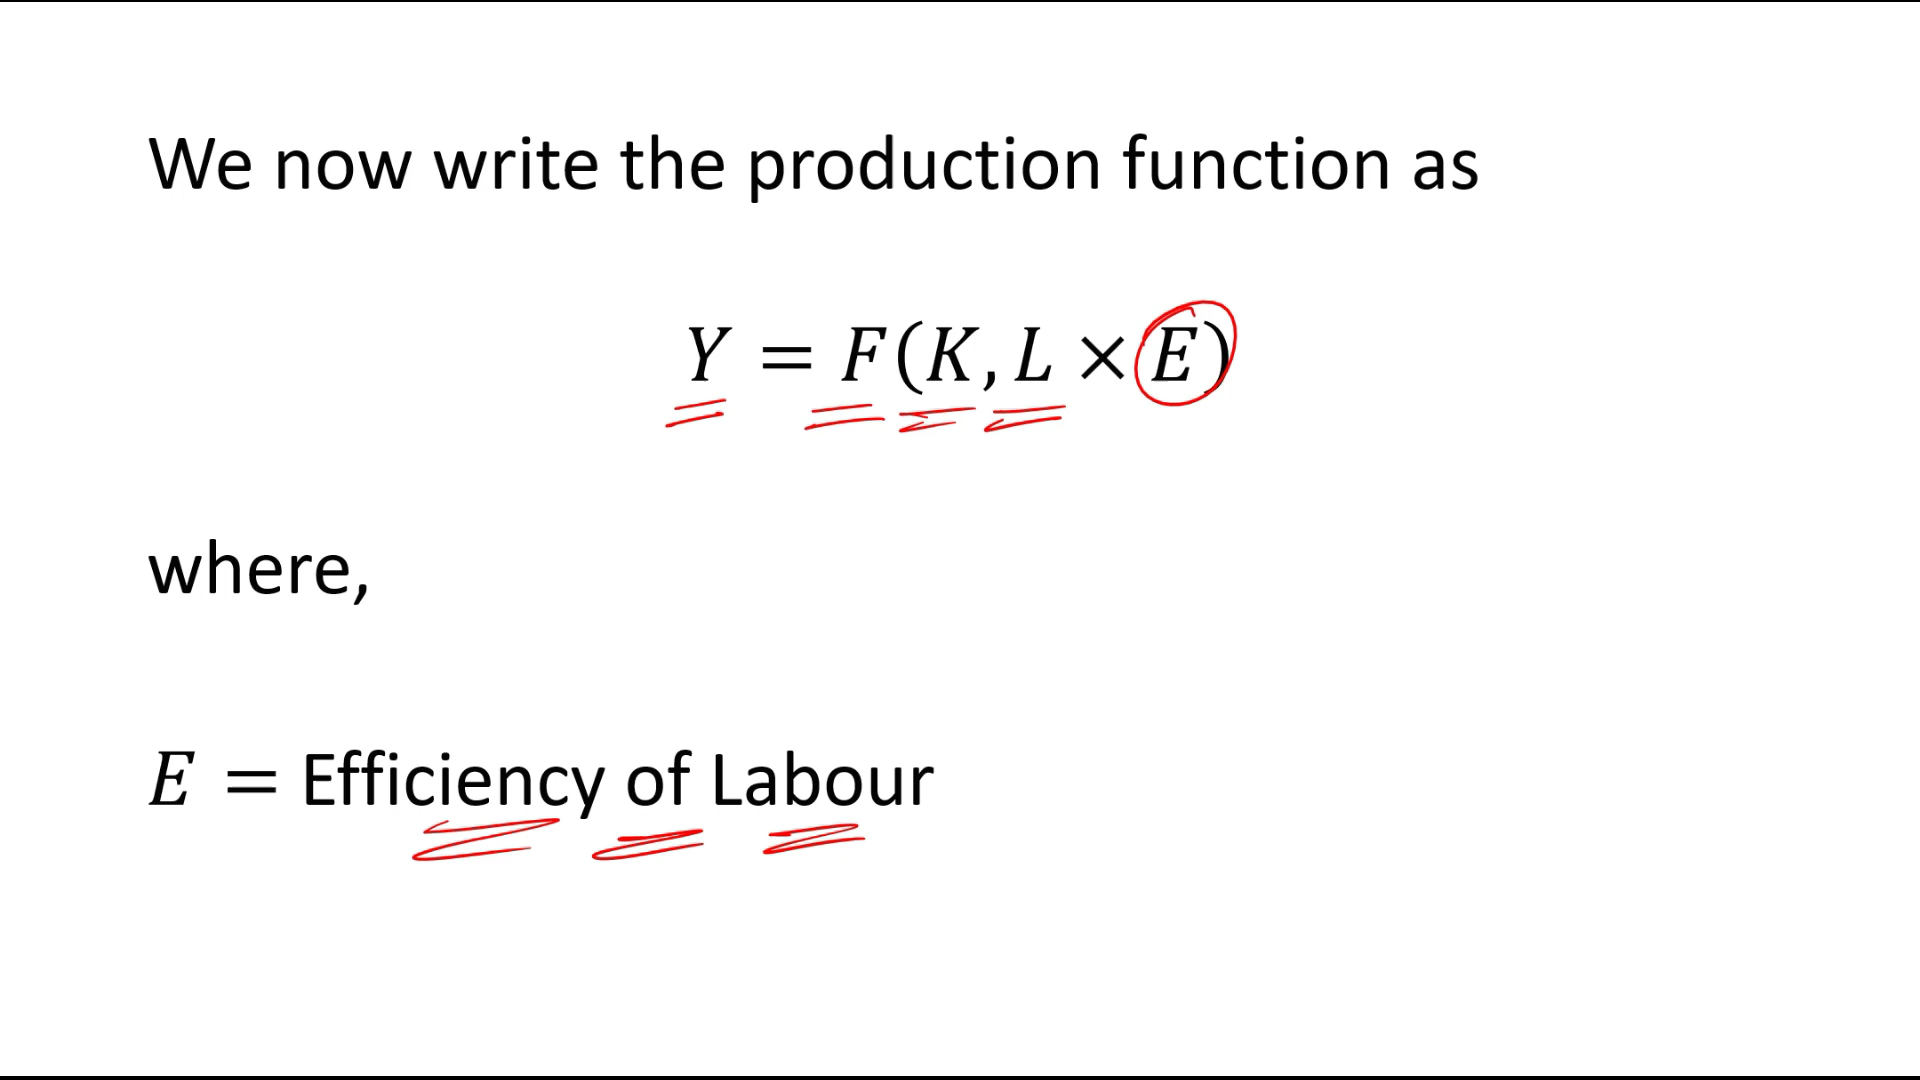 We now write the production function as
Y = F(K, L × E)
where,
E = Efficiency of Labour